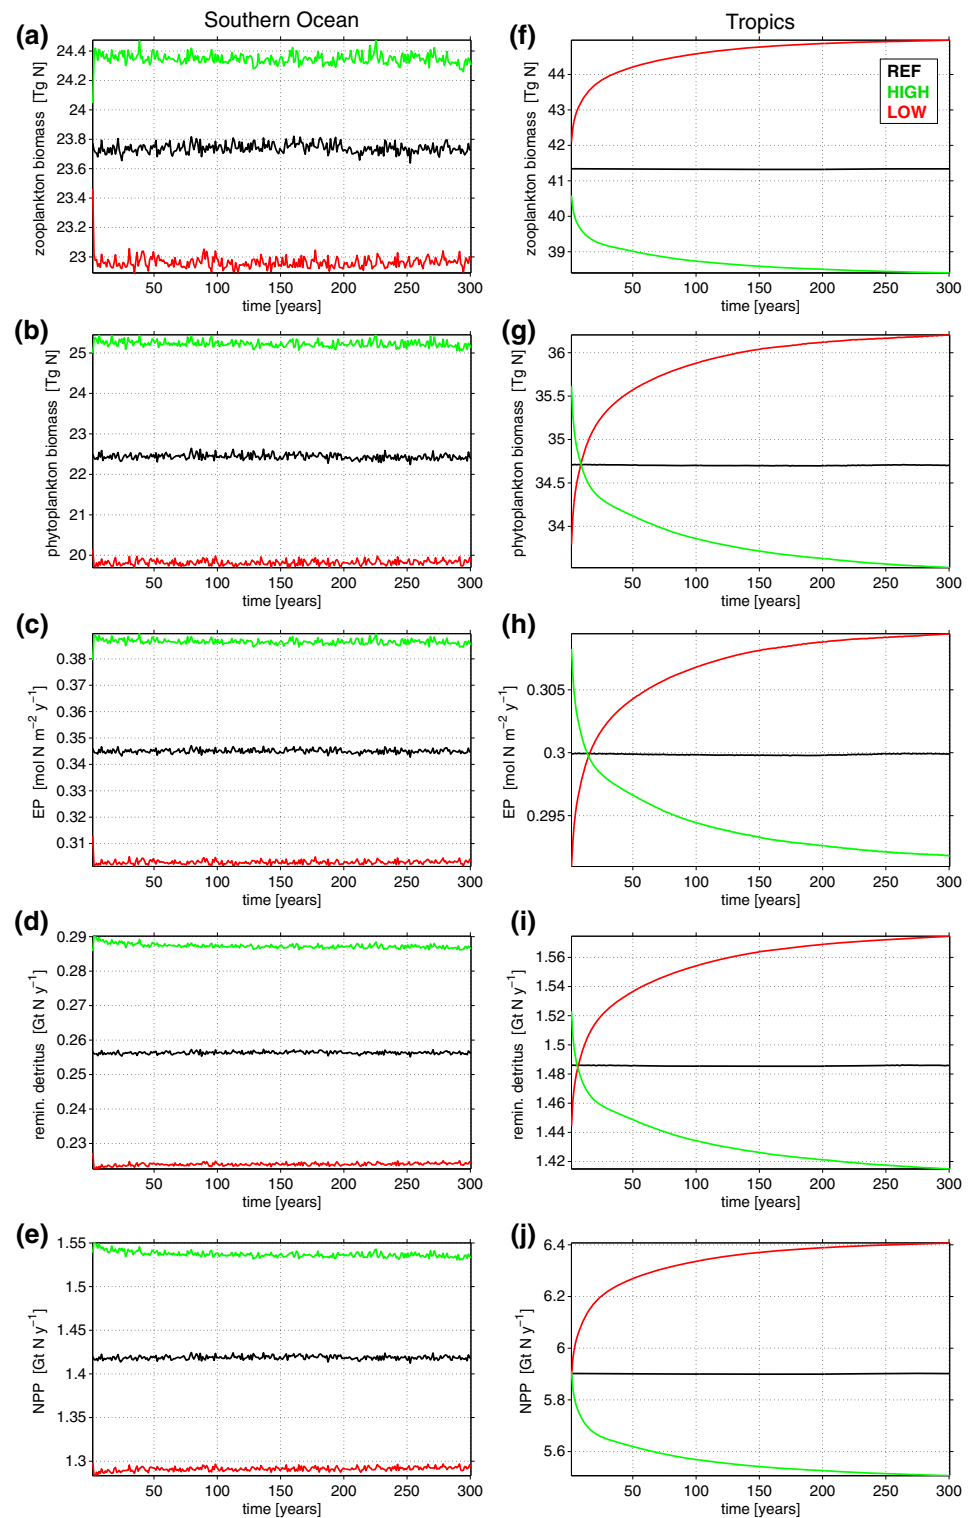 Southern Ocean
Tropics
(a)
zooplankton biomass [Tg N]
24.4
24.2
24
23.8
23.6
23.4
23.2
23
50 100 150 200 250 300
time [years]
(f)
zooplankton biomass [Tg N]
44
43
42
41
40
39
50 100 150 200 250 300
time [years]
REF
HIGH
LOW
(b)
phytoplankton biomass [Tg N]
25
24
23
22
21
20
50 100 150 200 250 300
time [years]
(g)
phytoplankton biomass [Tg N]
36
35.5
35
34.5
34
50 100 150 200 250 300
time [years]
(c)
EP [mol N m⁻² y⁻¹]
0.38
0.37
0.36
0.35
0.34
0.33
0.32
0.31
50 100 150 200 250 300
time [years]
(h)
EP [mol N m⁻² y⁻¹]
0.305
0.3
0.295
50 100 150 200 250 300
time [years]
(d)
remin. detritus [Gt N y⁻¹]
0.29
0.28
0.27
0.26
0.25
0.24
0.23
50 100 150 200 250 300
time [years]
(i)
remin. detritus [Gt N y⁻¹]
1.56
1.54
1.52
1.5
1.48
1.46
1.44
1.42
50 100 150 200 250 300
time [years]
(e)
NPP [Gt N y⁻¹]
1.55
1.5
1.45
1.4
1.35
1.3
50 100 150 200 250 300
time [years]
(j)
NPP [Gt N y⁻¹]
6.4
6.2
6
5.8
5.6
50 100 150 200 250 300
time [years]